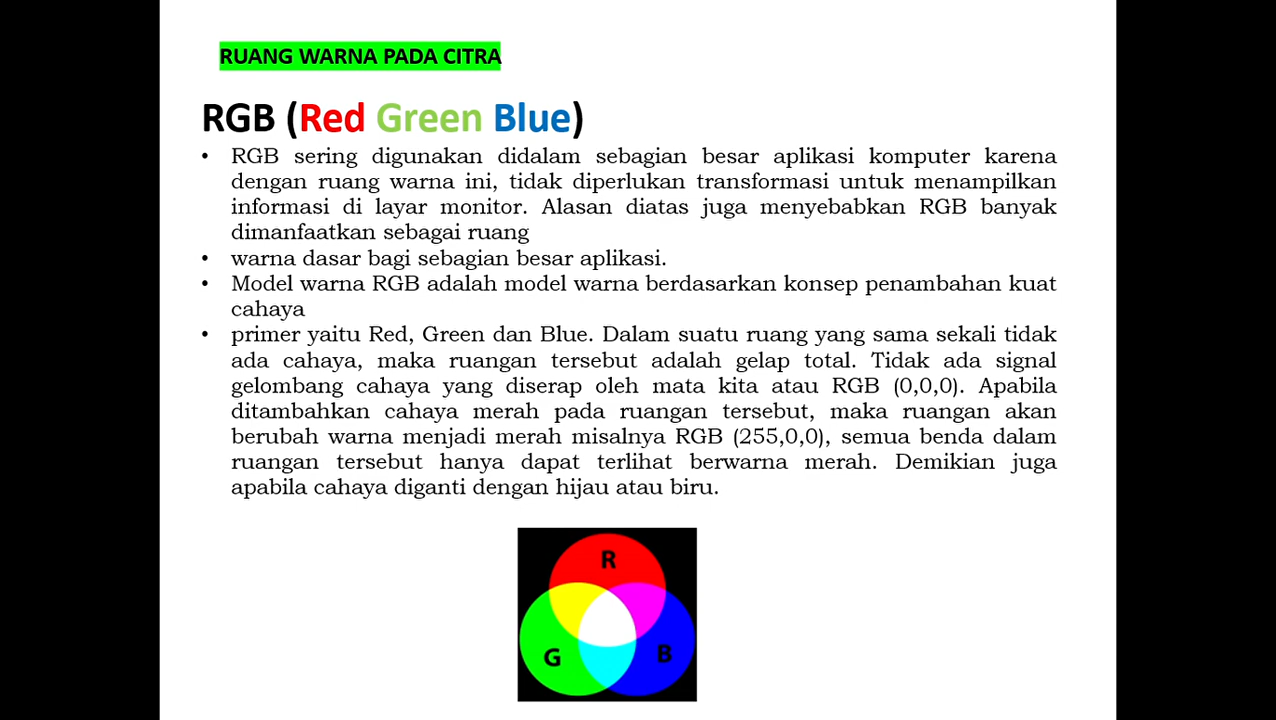 RUANG WARNA PADA CITRA
RGB (Red Green Blue)
• RGB sering digunakan didalam sebagian besar aplikasi komputer karena
dengan ruang warna ini, tidak diperlukan transformasi untuk menampilkan
informasi di layar monitor. Alasan diatas juga menyebabkan RGB banyak
dimanfaatkan sebagai ruang
• warna dasar bagi sebagian besar aplikasi.
• Model warna RGB adalah model warna berdasarkan konsep penambahan kuat
cahaya
• primer yaitu Red, Green dan Blue. Dalam suatu ruang yang sama sekali tidak
ada cahaya, maka ruangan tersebut adalah gelap total. Tidak ada signal
gelombang cahaya yang diserap oleh mata kita atau RGB (0,0,0). Apabila
ditambahkan cahaya merah pada ruangan tersebut, maka ruangan akan
berubah warna menjadi merah misalnya RGB (255,0,0), semua benda dalam
ruangan tersebut hanya dapat terlihat berwarna merah. Demikian juga
apabila cahaya diganti dengan hijau atau biru.
R
G
B